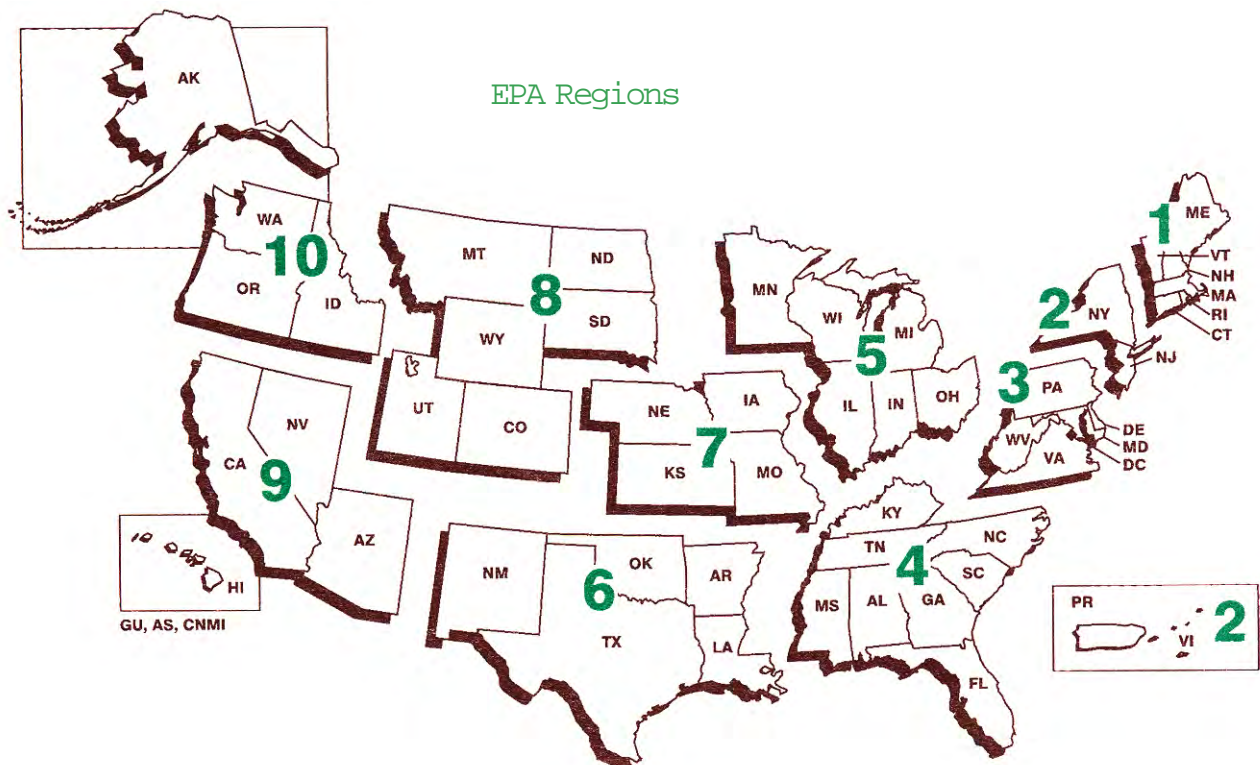 EPA Regions
AK
WA
10
OR
ID
MT
ND
8
WY
SD
UT
CO
MN
WI
MI
5
IL
IN
OH
1
ME
VT
NH
MA
RI
CT
2
NY
NJ
3
PA
WV
VA
DE
MD
DC
NE
IA
7
KS
MO
CA
NV
9
AZ
HI
GU, AS, CNMI
NM
OK
AR
6
TX
LA
KY
TN
NC
4
SC
MS
AL
GA
FL
PR
VI
2